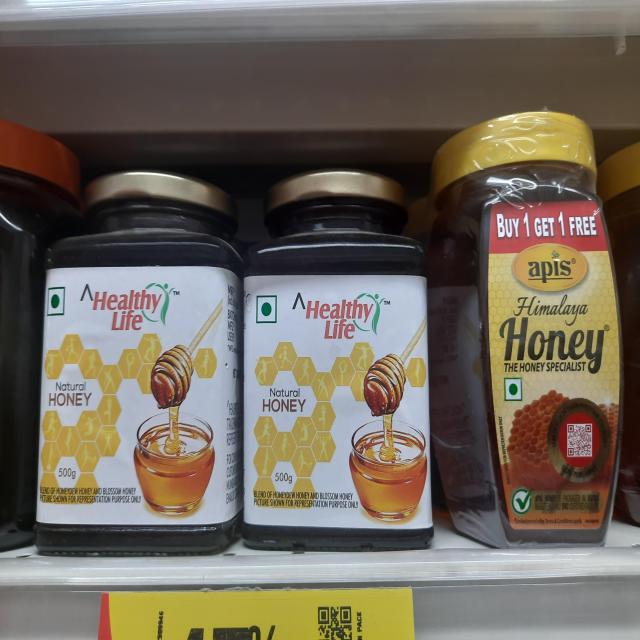 A Healthy
Life
TM
Natural
HONEY
500g
BLEND OF HONEYDEW HONEY AND BLOSSOM HONEY
PICTURE SHOWN FOR REPRESENTATION PURPOSE ONLY
A Healthy
Life
TM
Natural
HONEY
500g
BLEND OF HONEYDEW HONEY AND BLOSSOM HONEY
PICTURE SHOWN FOR REPRESENTATION PURPOSE ONLY
BUY 1 GET 1 FREE
apis®
Himalaya
Honey®
THE HONEY SPECIALIST